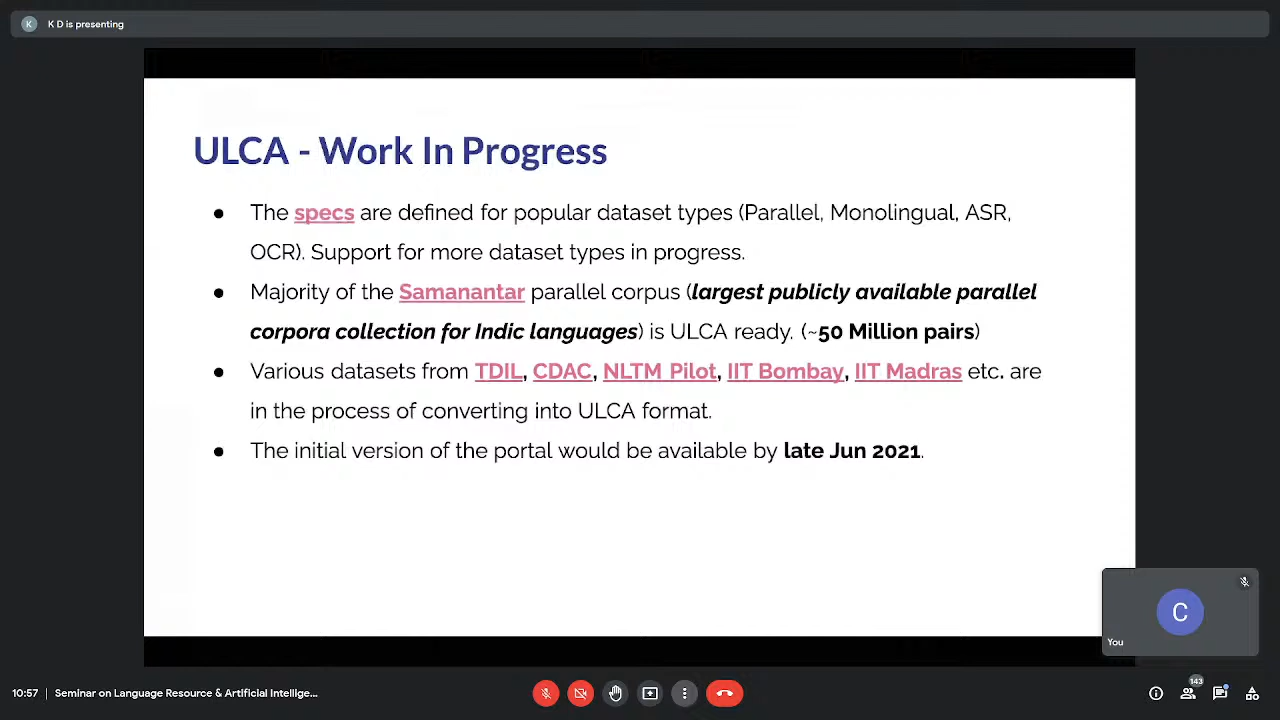 K
K D is presenting
ULCA - Work In Progress
● The specs are defined for popular dataset types (Parallel, Monolingual, ASR,
OCR). Support for more dataset types in progress.
● Majority of the Samanantar parallel corpus (largest publicly available parallel
corpora collection for Indic languages) is ULCA ready. (~50 Million pairs)
● Various datasets from TDIL, CDAC, NLTM Pilot, IIT Bombay, IIT Madras etc. are
in the process of converting into ULCA format.
● The initial version of the portal would be available by late Jun 2021.
C
You
10:57 | Seminar on Language Resource & Artificial Intellige...
143